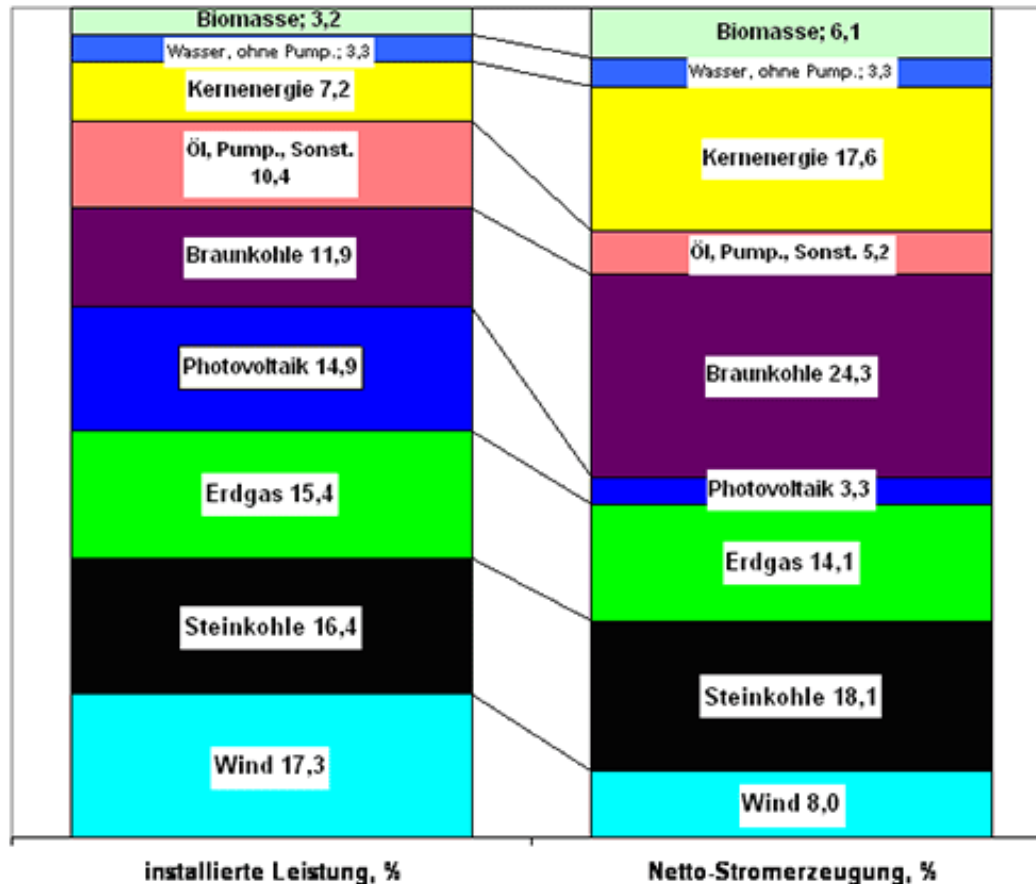 Biomasse; 3,2
Wasser, ohne Pump.; 3,3
Kernenergie 7,2
Öl, Pump., Sonst.
10,4
Braunkohle 11,9
Photovoltaik 14,9
Erdgas 15,4
Steinkohle 16,4
Wind 17,3
installierte Leistung, %
Biomasse; 6,1
Wasser, ohne Pump.; 3,3
Kernenergie 17,6
Öl, Pump., Sonst. 5,2
Braunkohle 24,3
Photovoltaik 3,3
Erdgas 14,1
Steinkohle 18,1
Wind 8,0
Netto-Stromerzeugung, %